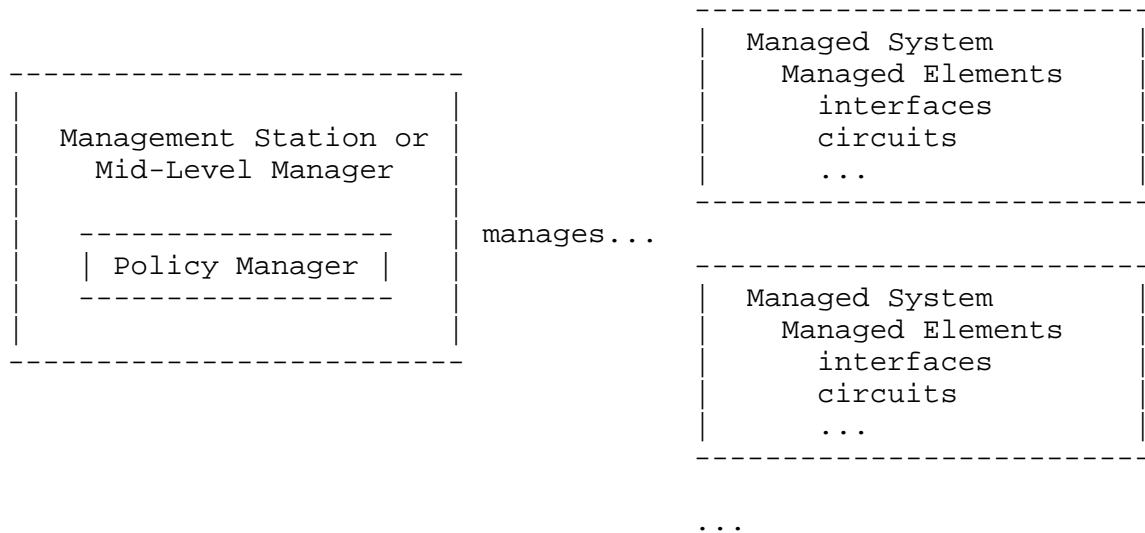 Managed System
Managed Elements
interfaces
circuits
...
Management Station or
Mid-Level Manager
Policy Manager
manages...
Managed System
Managed Elements
interfaces
circuits
...
...